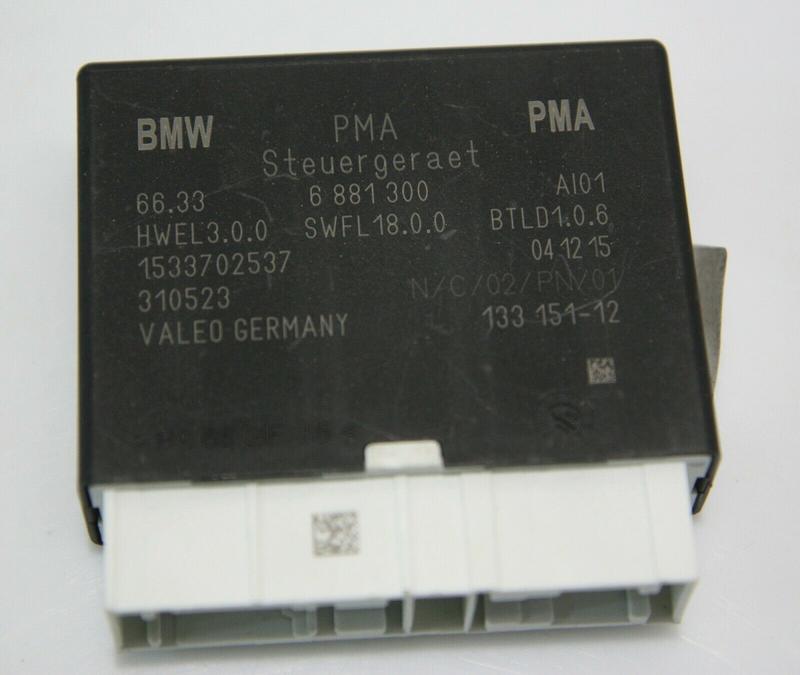 BMW PMA PMA
Steuergeraet
66.33 6 881 300 AI01
HWEL3.0.0 SWFL18.0.0 BTLD1.0.6
1533702537 04 12 15
310523 N/C/02/PN/01
VALEO GERMANY 133 151-12